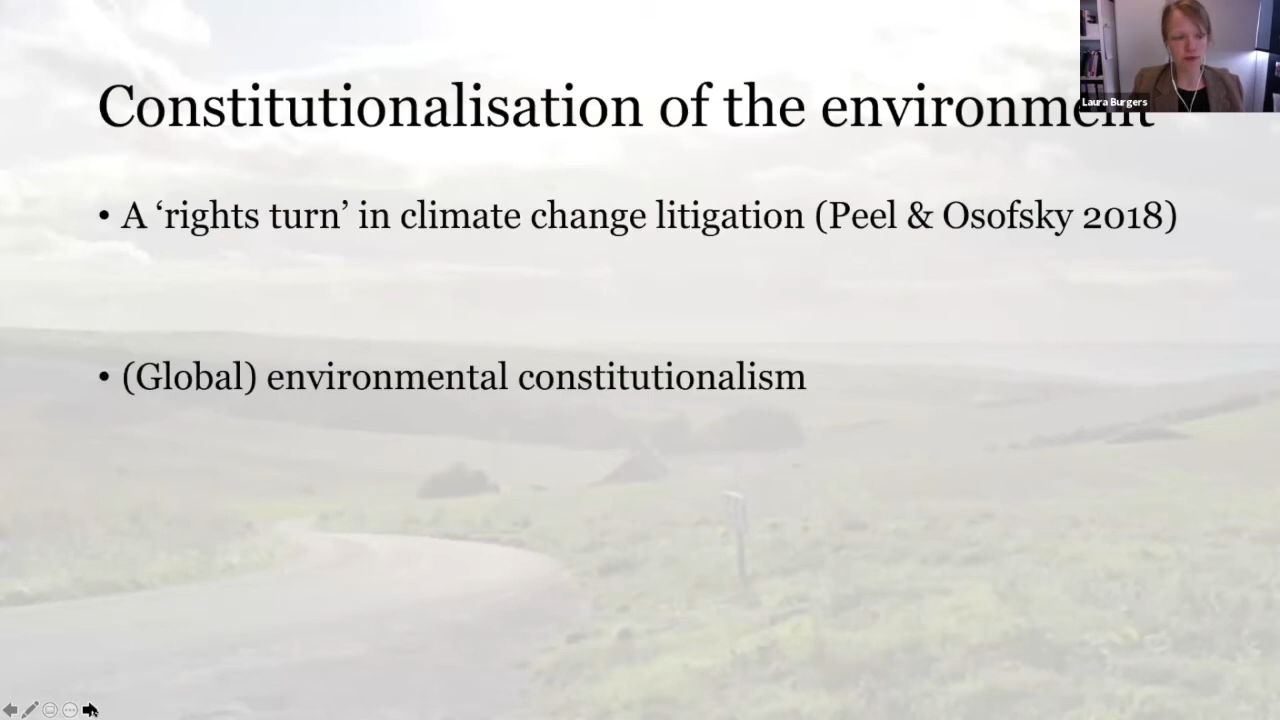 Constitutionalisation of the environment
Laura Burgers
• A ‘rights turn’ in climate change litigation (Peel & Osofsky 2018)
• (Global) environmental constitutionalism